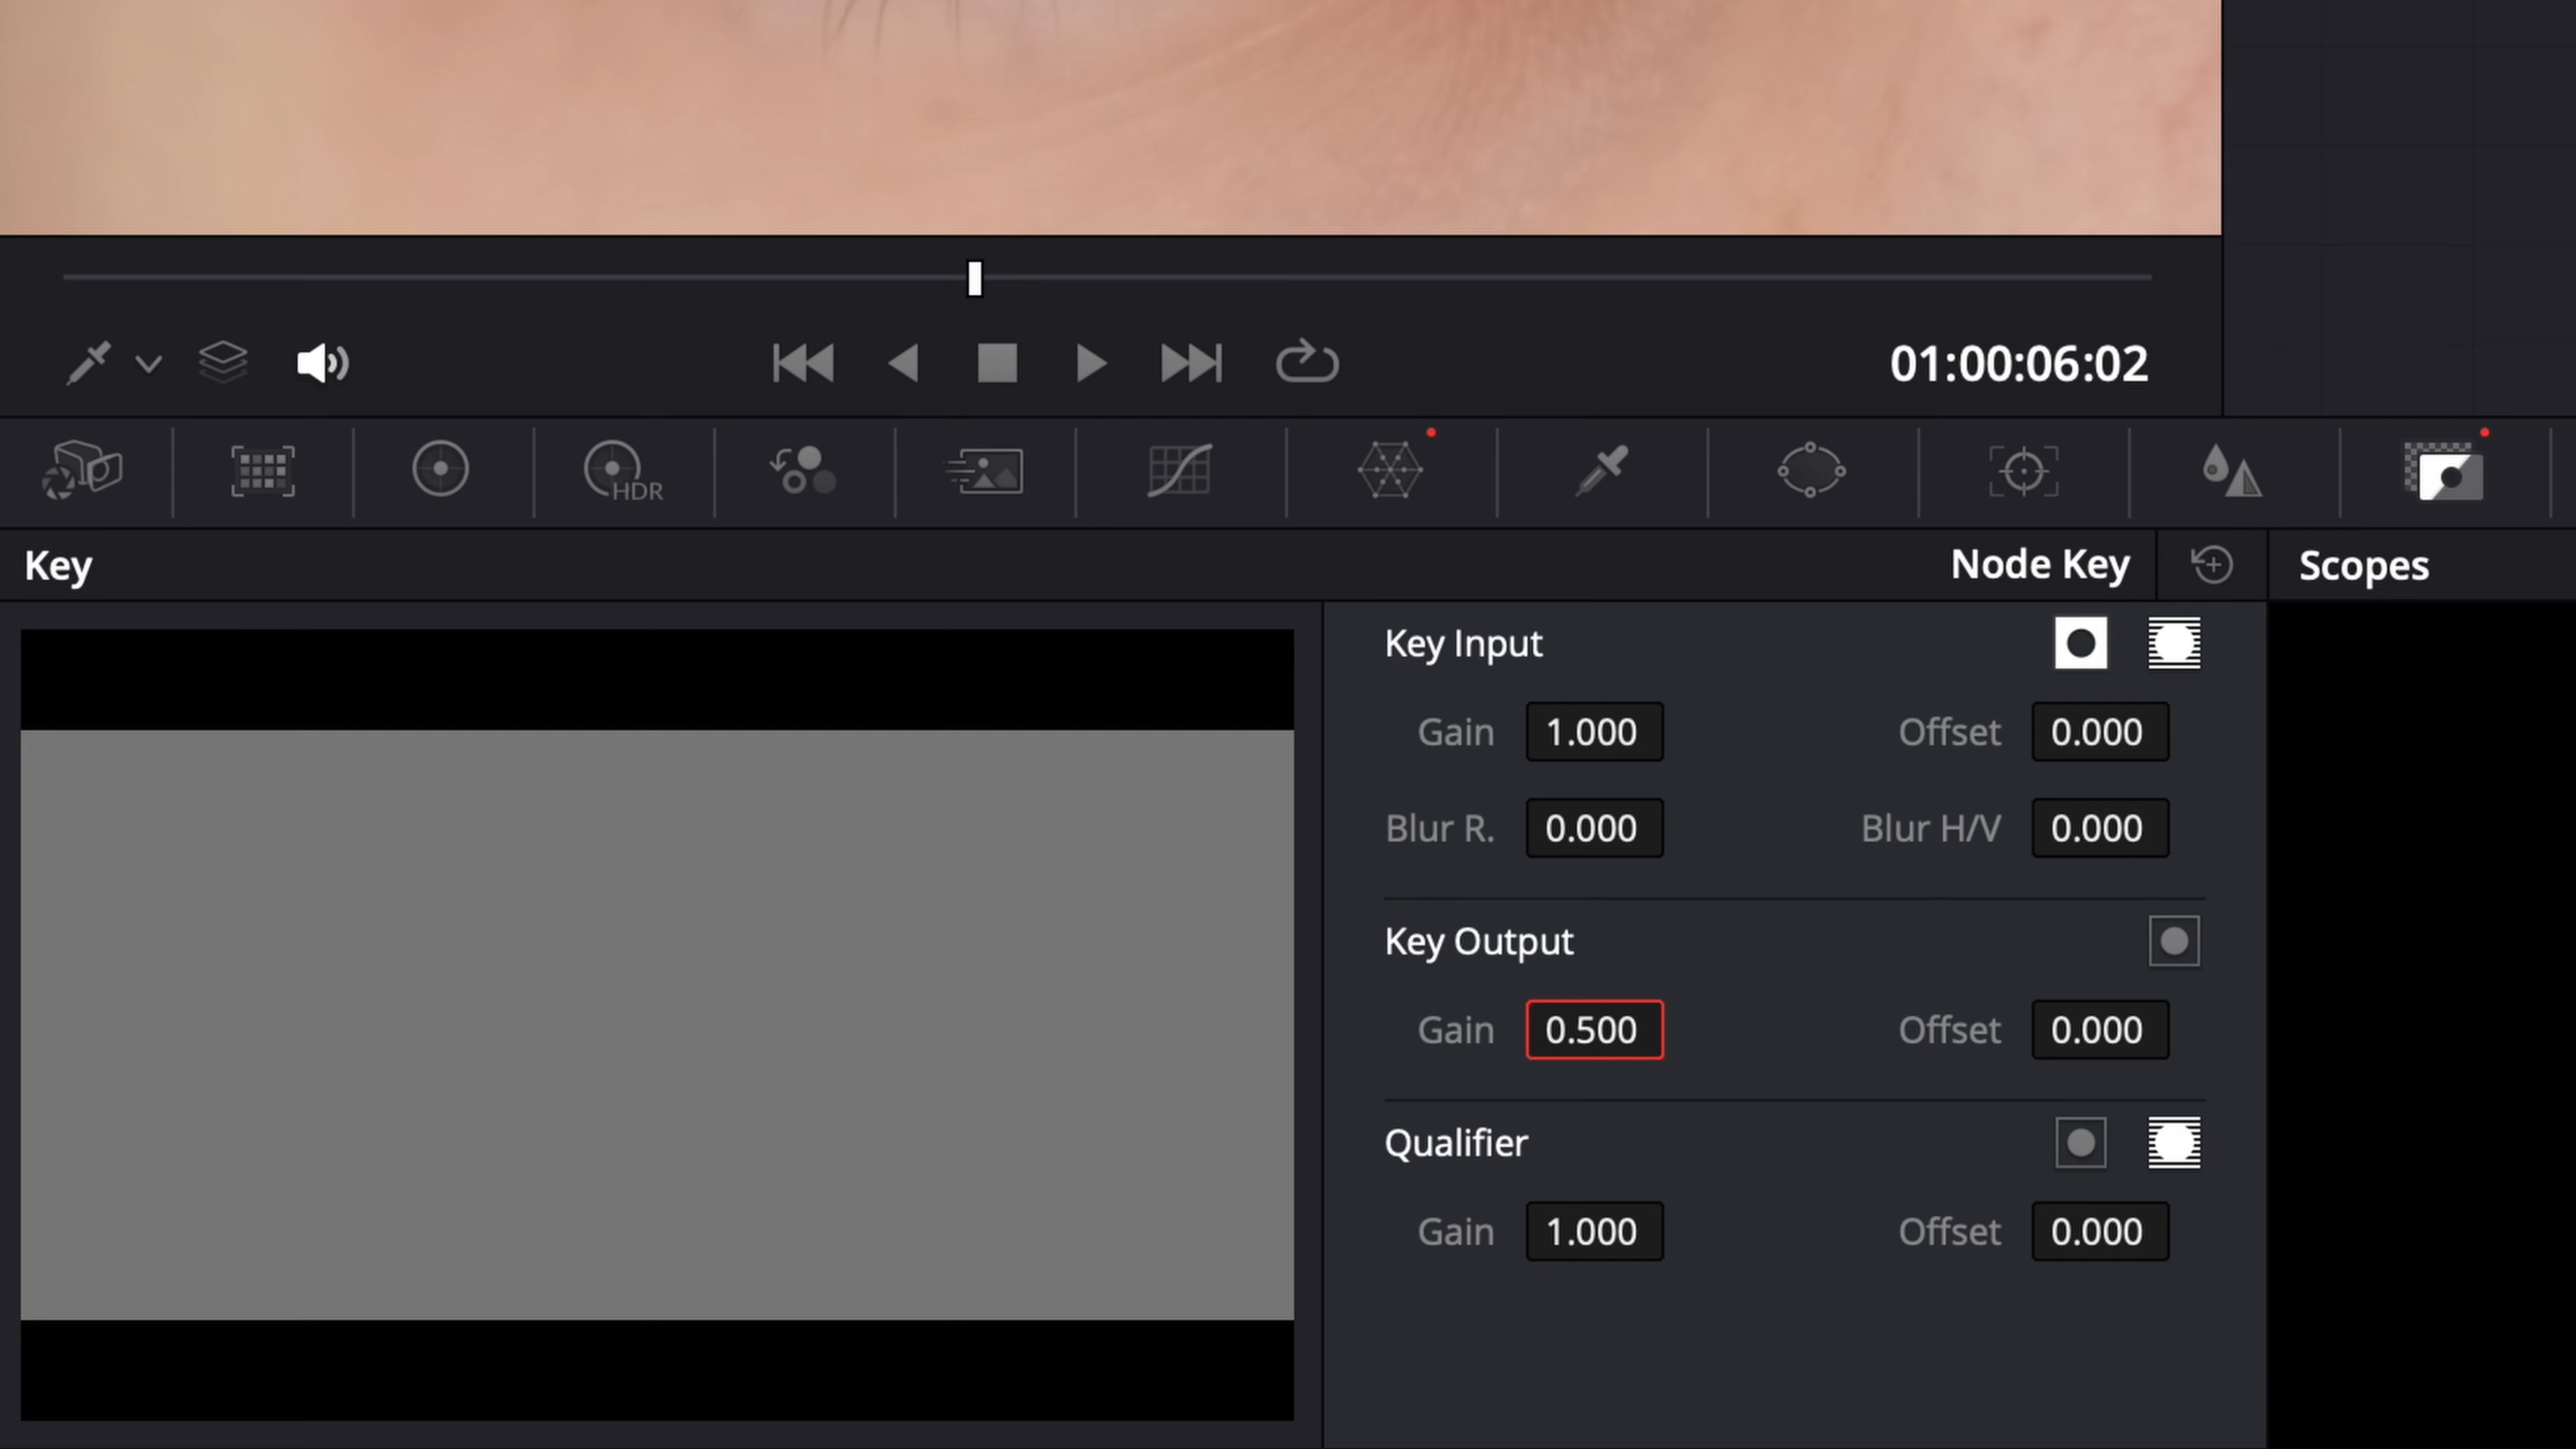 01:00:06:02
HDR
Key
Node Key
Scopes
Key Input
Gain 1.000 Offset 0.000
Blur R. 0.000 Blur H/V 0.000
Key Output
Gain 0.500 Offset 0.000
Qualifier
Gain 1.000 Offset 0.000